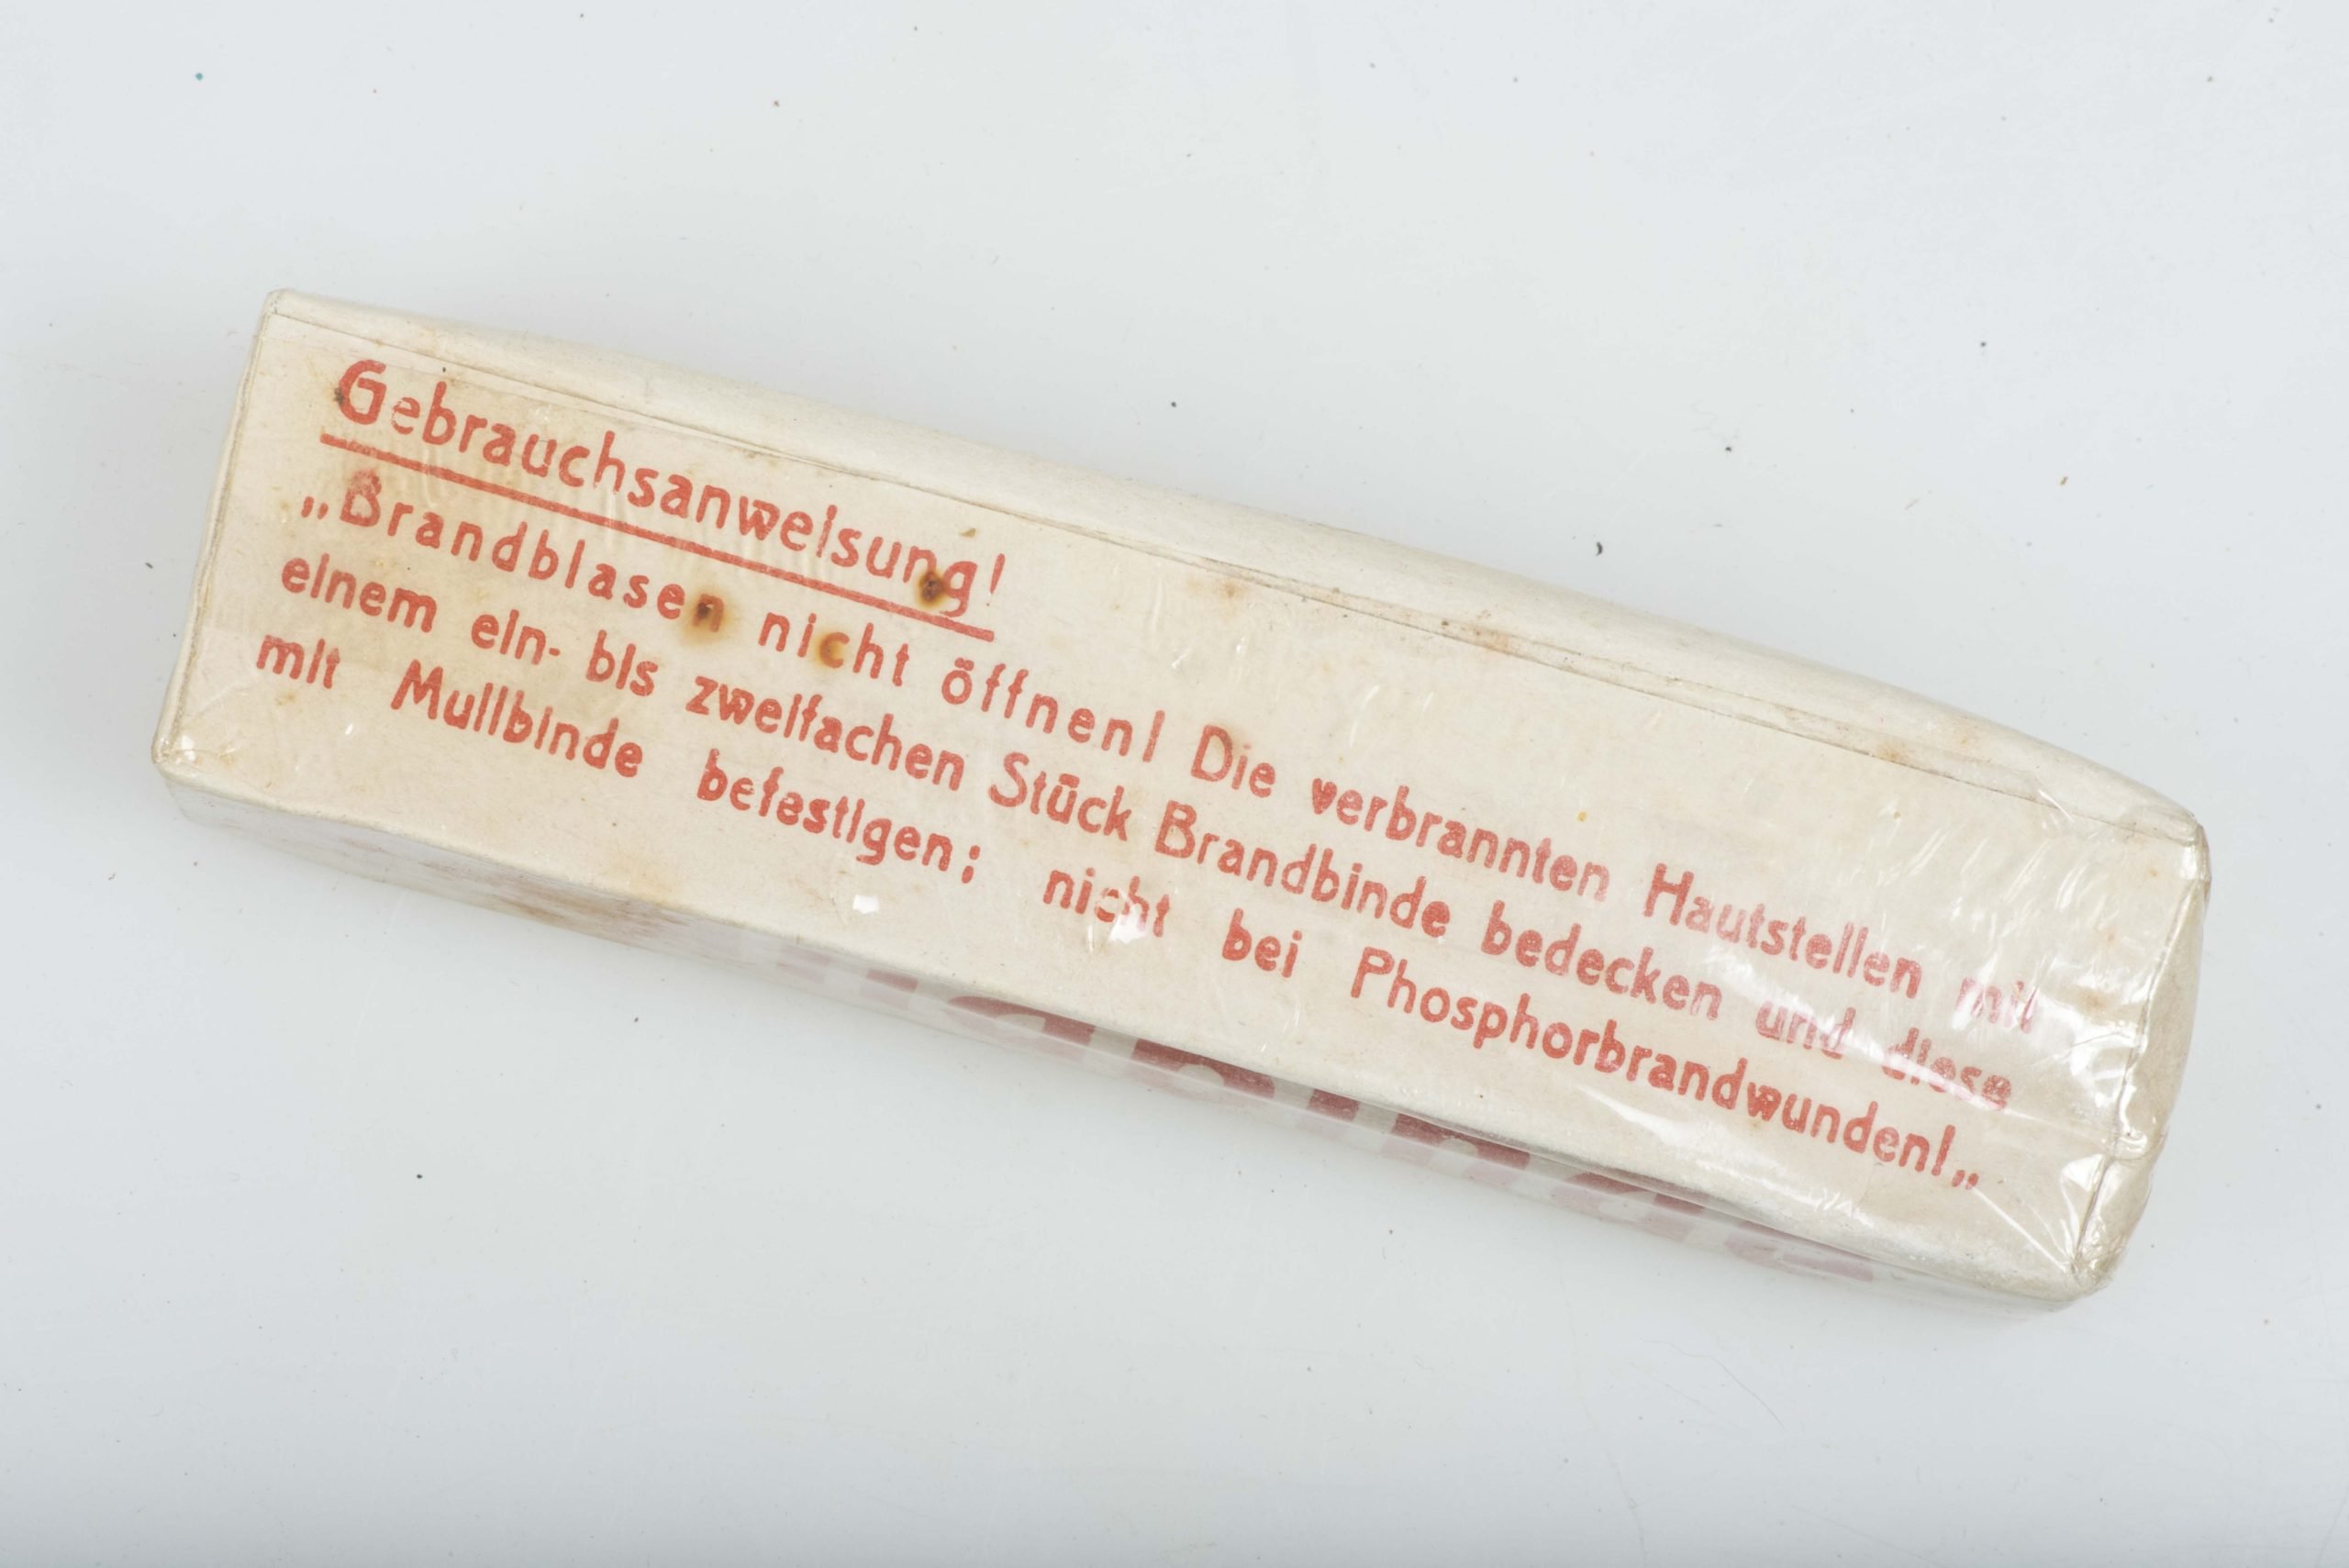 Gebrauchsanweisung!
„Brandblasen nicht öffnen! Die verbrannten Hautstellen mit
einem ein- bis zweifachen Stück Brandbinde bedecken und diese
mit Mullbinde befestigen; nicht bei Phosphorbrandwunden!„